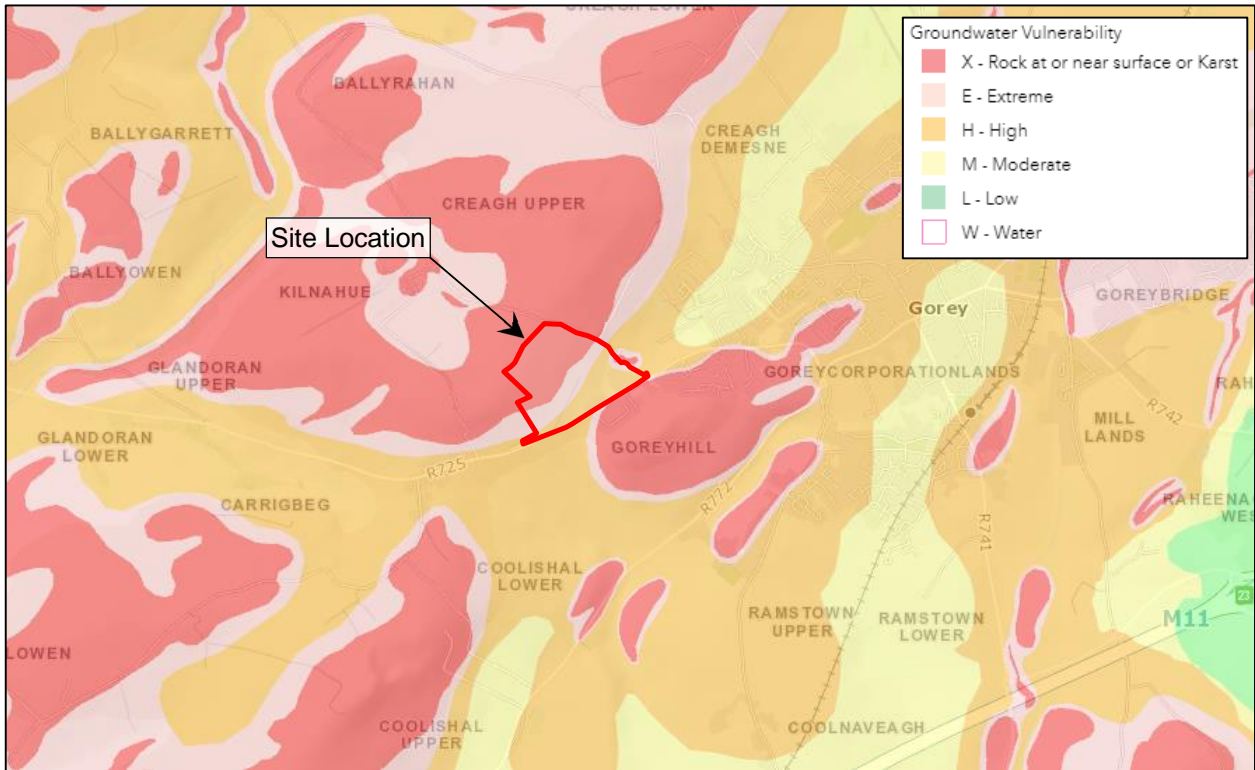 CREAGH LOWER
BALLYRAHAN
BALLYGARRETT
CREAGH
DEMESNE
CREAGH UPPER
Site Location
BALLYOWEN
KILNAHUE
Gorey
GOREYBRIDGE
GLANDORAN
UPPER
GOREYCORPORATIONLANDS
RAH
R742
MILL
LANDS
GLANDORAN
LOWER
GOREYHILL
R725
R772
CARRIGBEG
RAHEENA
WES
R741
COOLISHAL
LOWER
23
M11
RAMSTOWN
UPPER
RAMSTOWN
LOWER
LOWEN
COOLISHAL
UPPER
COOLNAVEAGH
Groundwater Vulnerability
X - Rock at or near surface or Karst
E - Extreme
H - High
M - Moderate
L - Low
W - Water